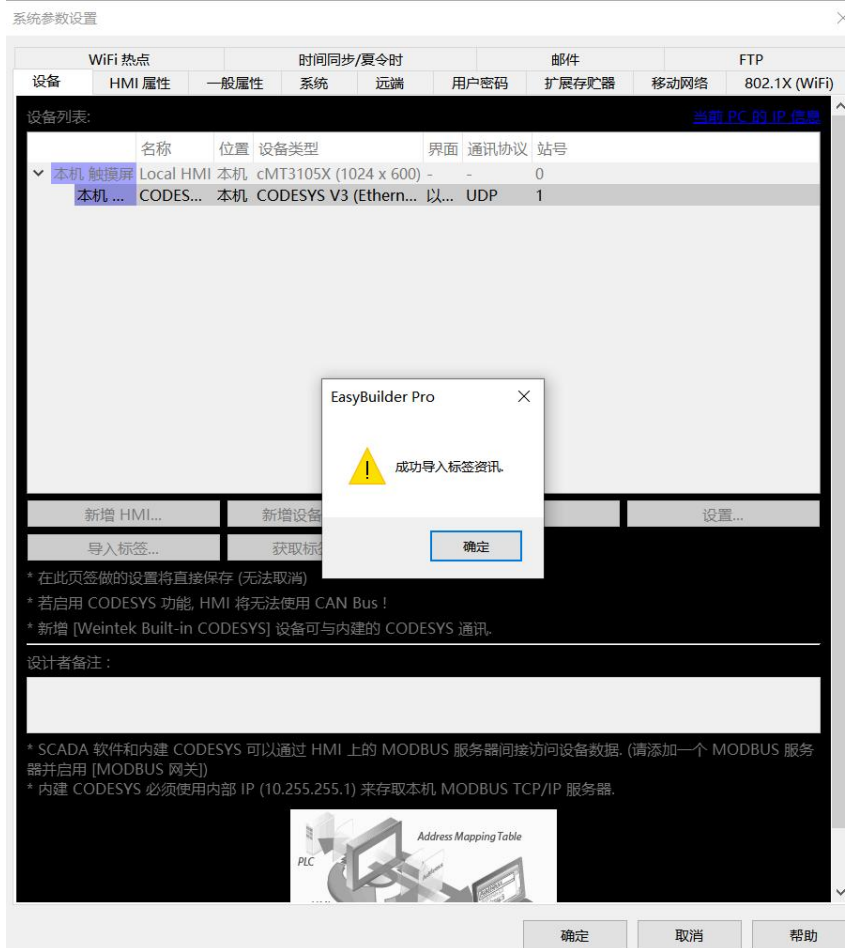 系统参数设置
WiFi 热点 时间同步/夏令时 邮件 FTP
设备 HMI 属性 一般属性 系统 远端 用户密码 扩展存贮器 移动网络 802.1X (WiFi)
设备列表: 当前 PC 的 IP 信息
名称 位置 设备类型 界面 通讯协议 站号
本机 触摸屏 Local HMI 本机 cMT3105X (1024 x 600) - - 0
本机 ... CODES... 本机 CODESYS V3 (Ethern... 以... UDP 1
EasyBuilder Pro
成功导入标签资讯.
确定
新增 HMI... 新增设备 设置...
导入标签... 获取标签
* 在此页签做的设置将直接保存 (无法取消)
* 若启用 CODESYS 功能, HMI 将无法使用 CAN Bus !
* 新增 [Weintek Built-in CODESYS] 设备可与内建的 CODESYS 通讯.
设计者备注 :
* SCADA 软件和内建 CODESYS 可以通过 HMI 上的 MODBUS 服务器间接访问设备数据. (请添加一个 MODBUS 服务
器并启用 [MODBUS 网关])
* 内建 CODESYS 必须使用内部 IP (10.255.255.1) 来存取本机 MODBUS TCP/IP 服务器.
Address Mapping Table
PLC
确定 取消 帮助